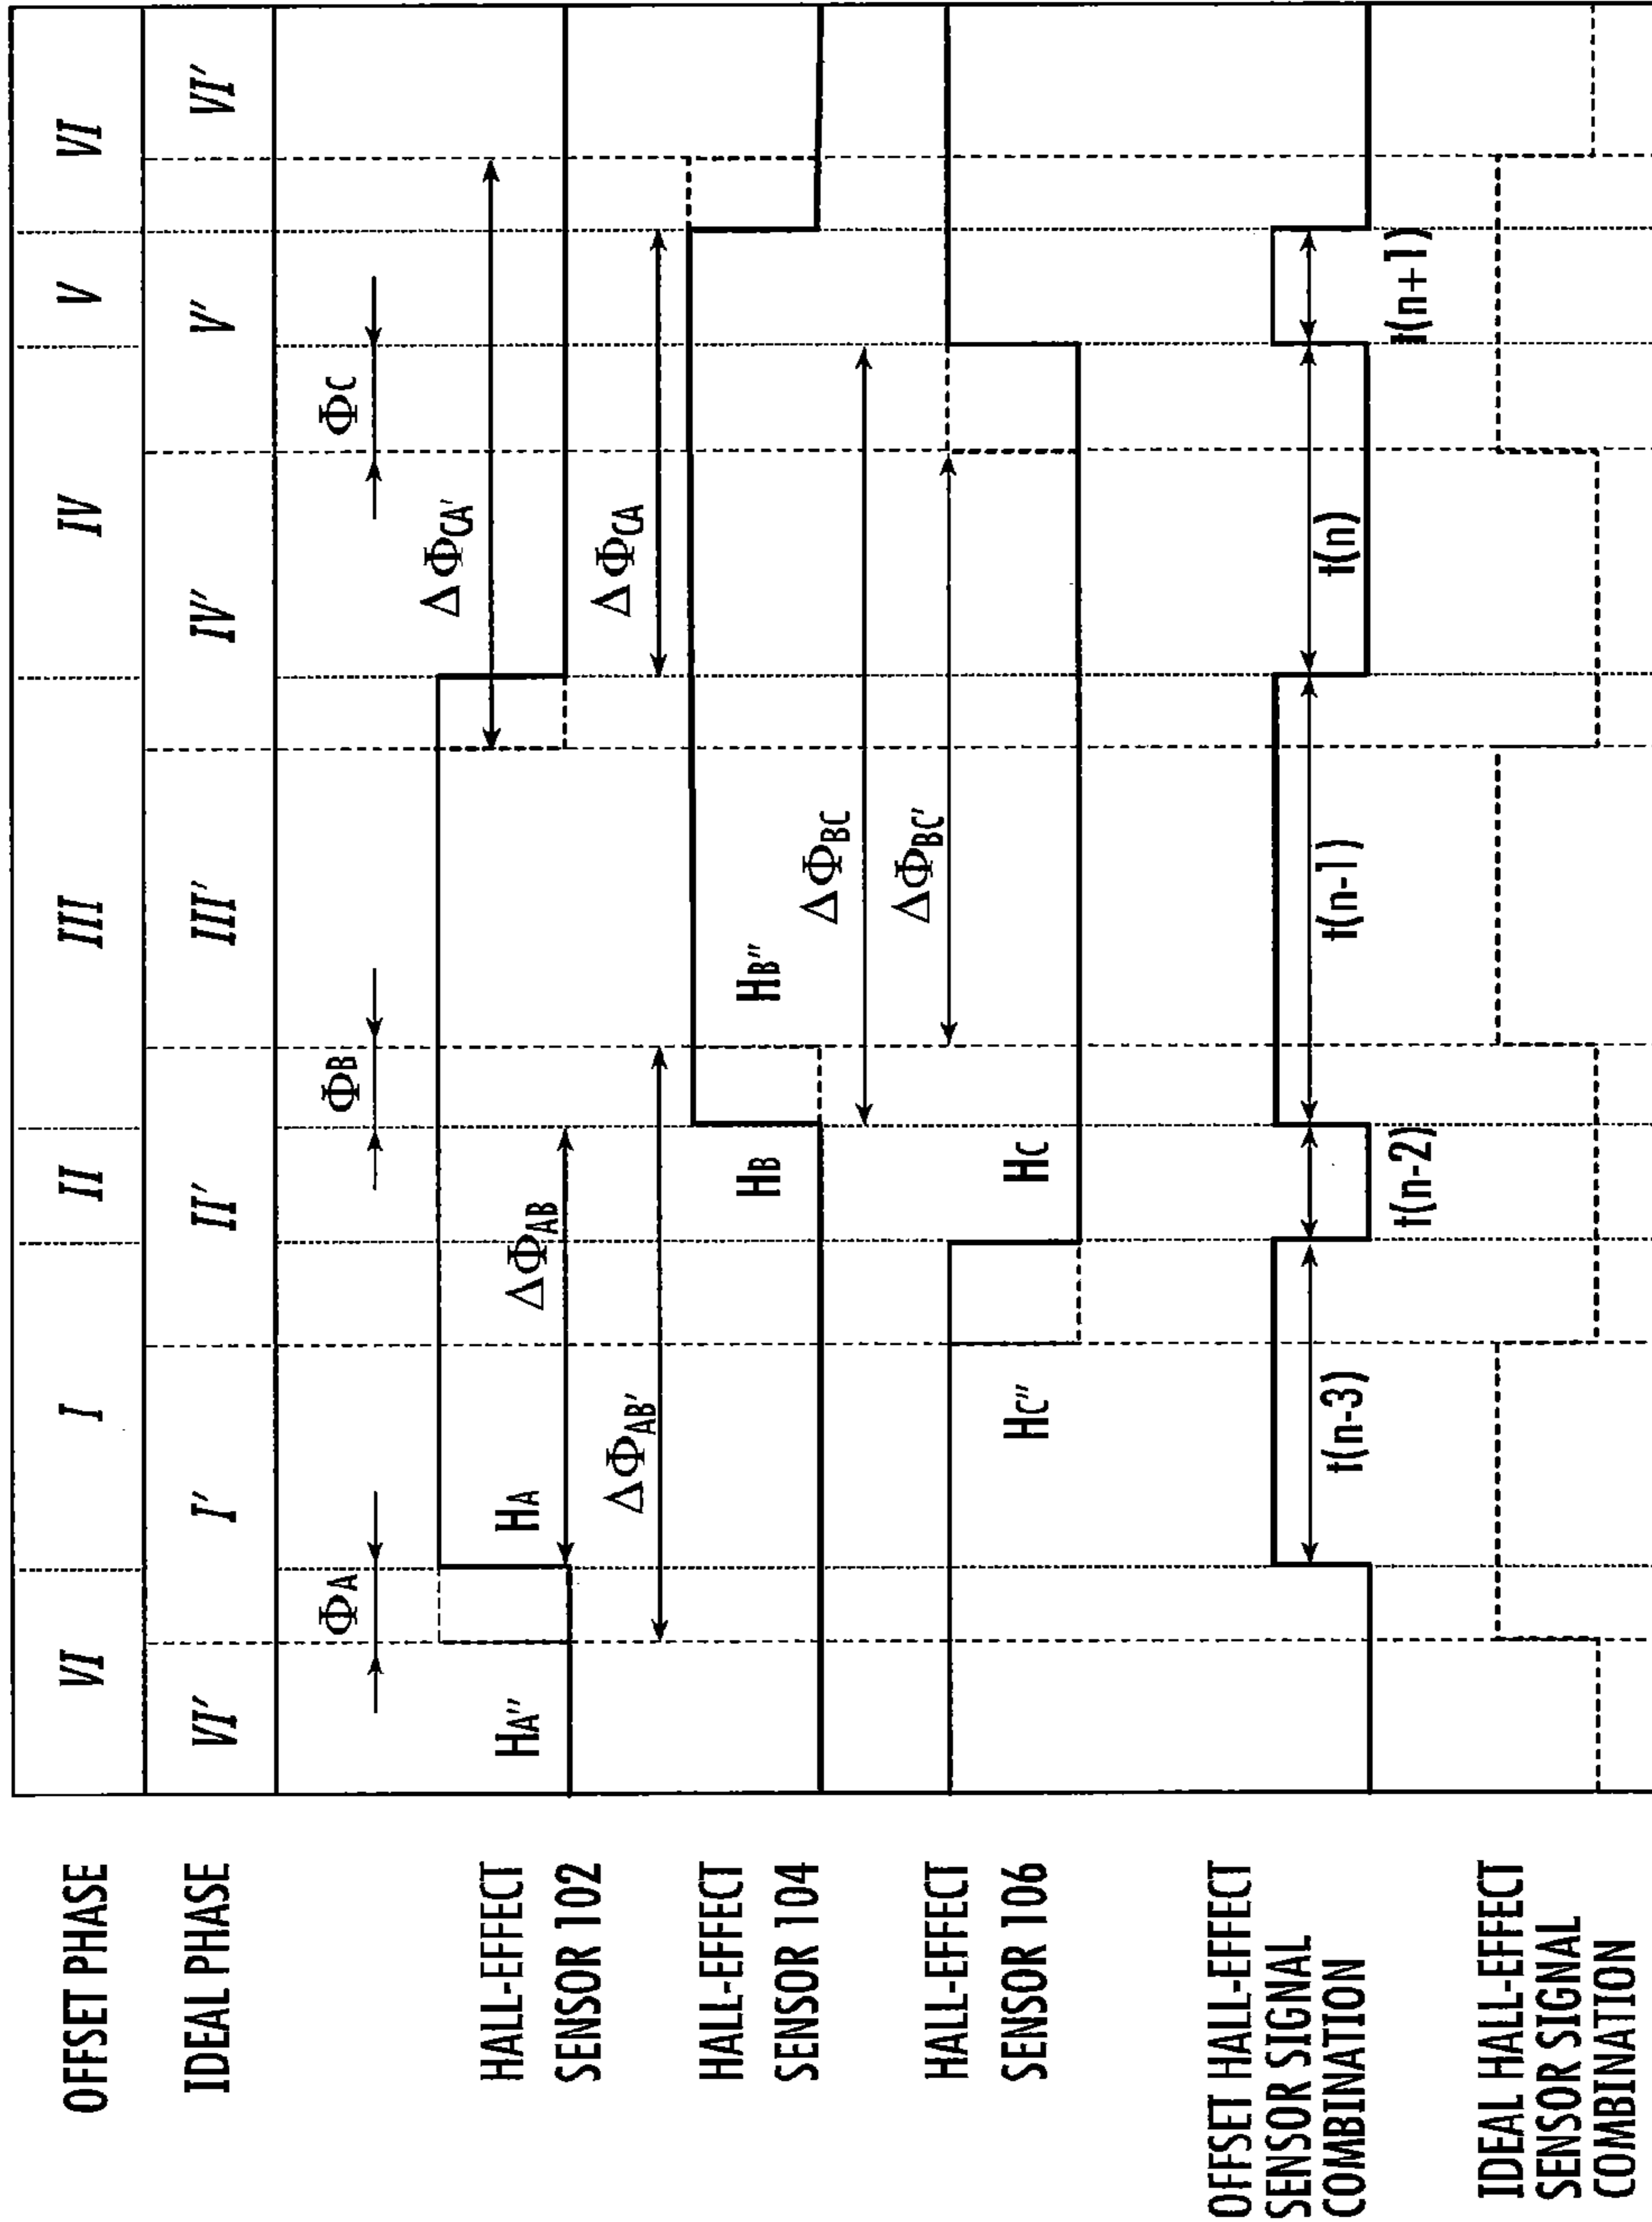 OFFSET PHASE
VI I II III IV V VI
IDEAL PHASE
VI' I' II' III' IV' V' VI'
ΦA ΦB ΦC
HALL-EFFECT
SENSOR 102
HA'' HA
ΔΦAB
ΔΦCA'
HALL-EFFECT
SENSOR 104
ΔΦAB'
ΔΦCA
HB HB''
HALL-EFFECT
SENSOR 106
ΔΦBC
ΔΦBC'
HC'' HC
OFFSET HALL-EFFECT
SENSOR SIGNAL
COMBINATION
t(n-3) t(n-2) t(n-1) t(n) t(n+1)
IDEAL HALL-EFFECT
SENSOR SIGNAL
COMBINATION